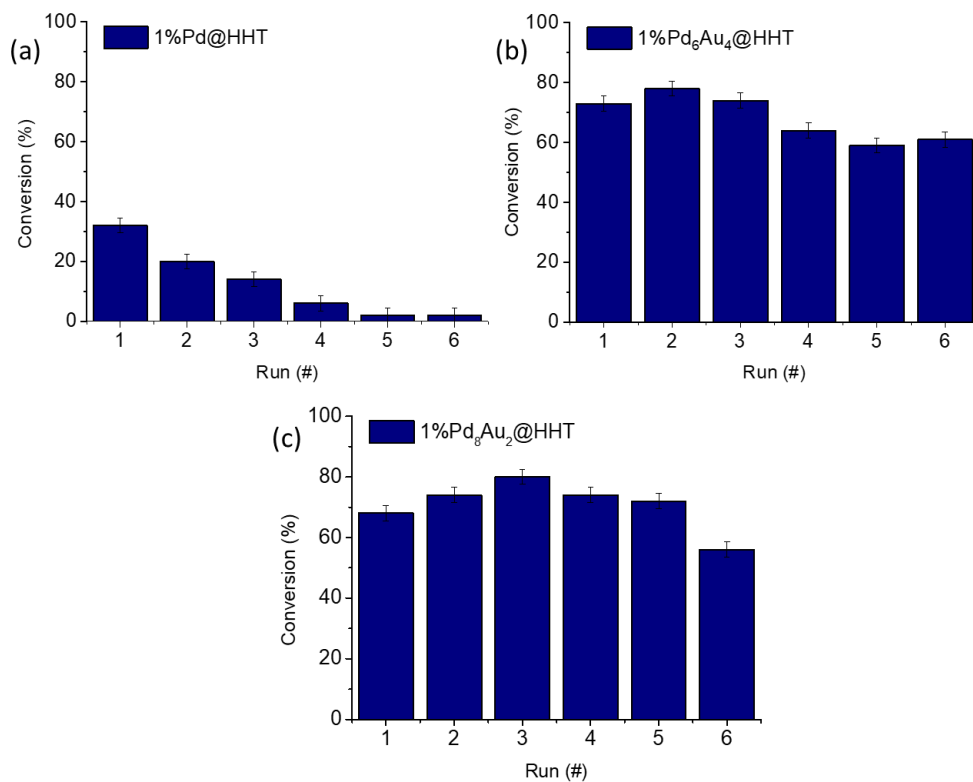 (a)
1%Pd@HHT
100
80
60
40
20
0
Conversion (%)
1 2 3 4 5 6
Run (#)
(b)
1%Pd₆Au₄@HHT
100
80
60
40
20
0
Conversion (%)
1 2 3 4 5 6
Run (#)
(c)
1%Pd₈Au₂@HHT
100
80
60
40
20
0
Conversion (%)
1 2 3 4 5 6
Run (#)